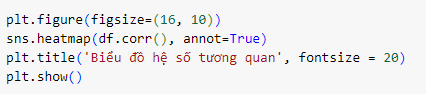 plt.figure(figsize=(16, 10))
sns.heatmap(df.corr(), annot=True)
plt.title('Biểu đồ hệ số tương quan', fontsize = 20)
plt.show()